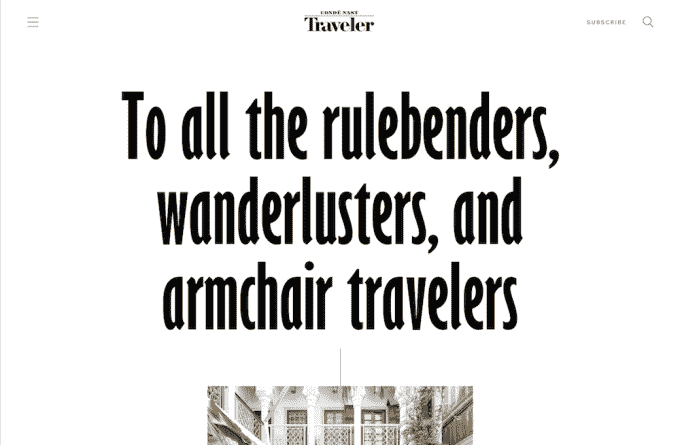 CONDÉ NAST
Traveler
SUBSCRIBE
To all the rulebenders,
wanderlusters, and
armchair travelers